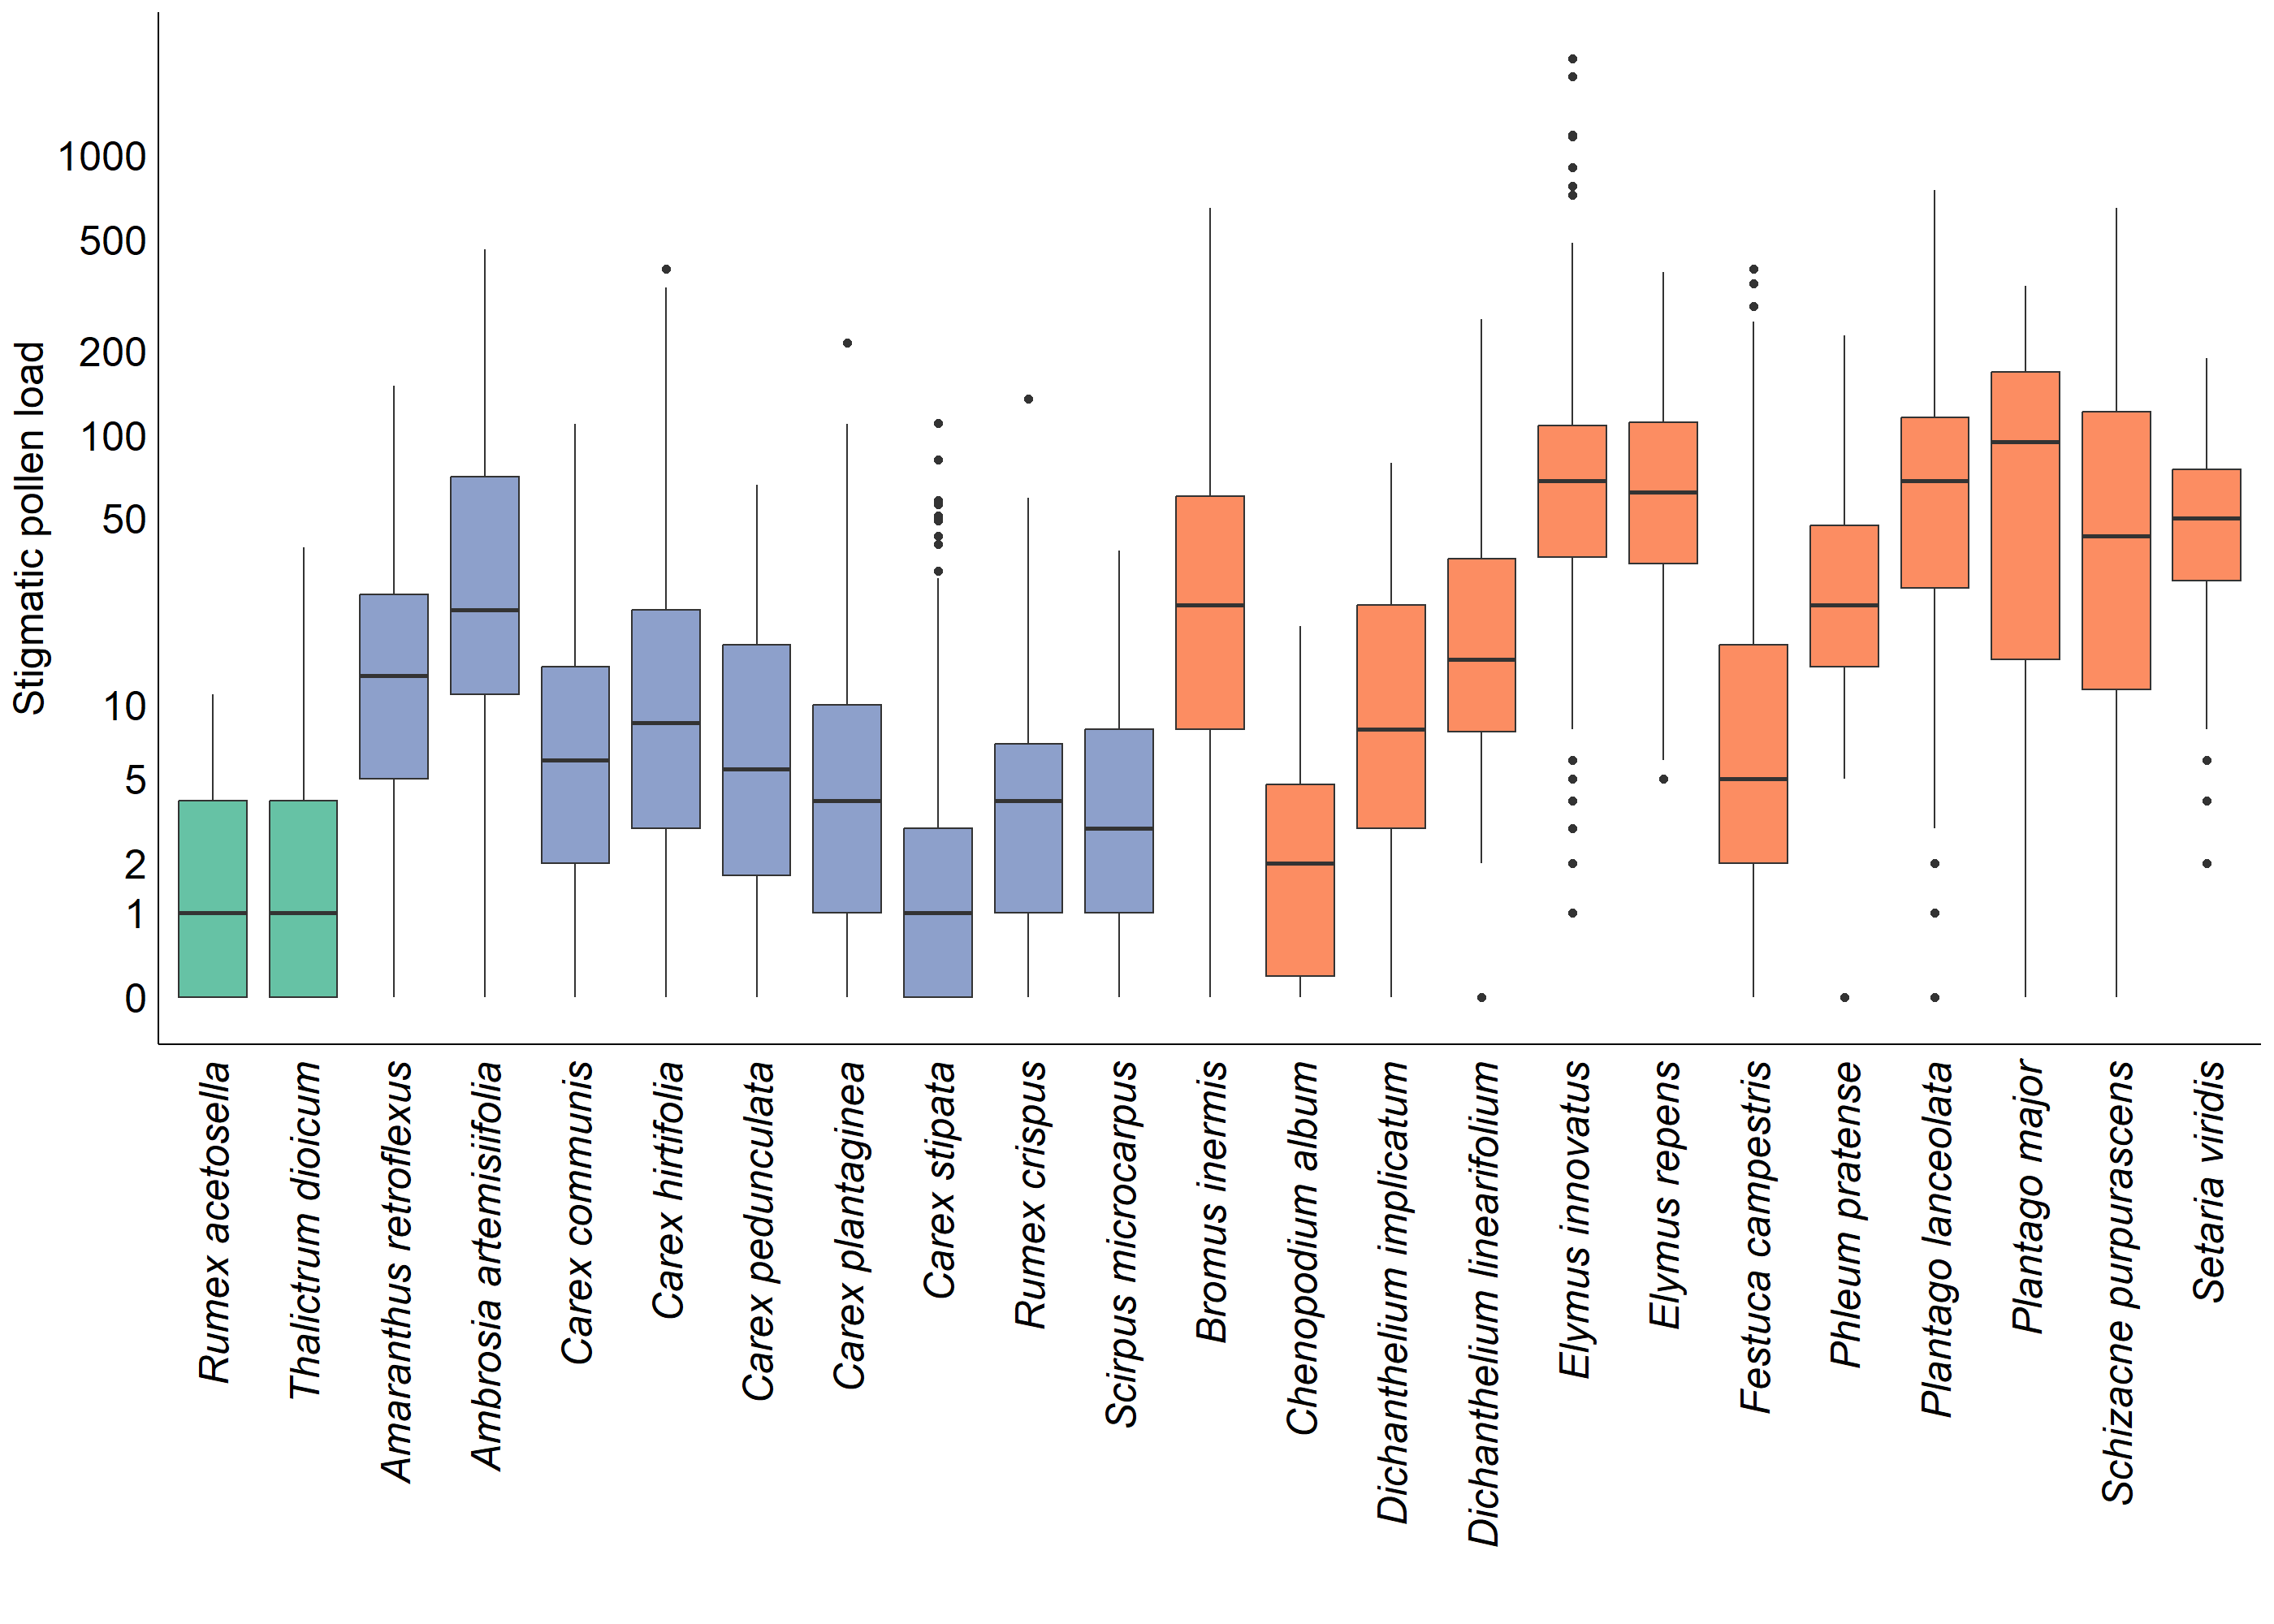 Stigmatic pollen load
1000
500
200
100
50
10
5
2
1
0
Rumex acetosella
Thalictrum dioicum
Amaranthus retroflexus
Ambrosia artemisiifolia
Carex communis
Carex hirtifolia
Carex pedunculata
Carex plantaginea
Carex stipata
Rumex crispus
Scirpus microcarpus
Bromus inermis
Chenopodium album
Dichanthelium implicatum
Dichanthelium linearifolium
Elymus innovatus
Elymus repens
Festuca campestris
Phleum pratense
Plantago lanceolata
Plantago major
Schizacne purpurascens
Setaria viridis